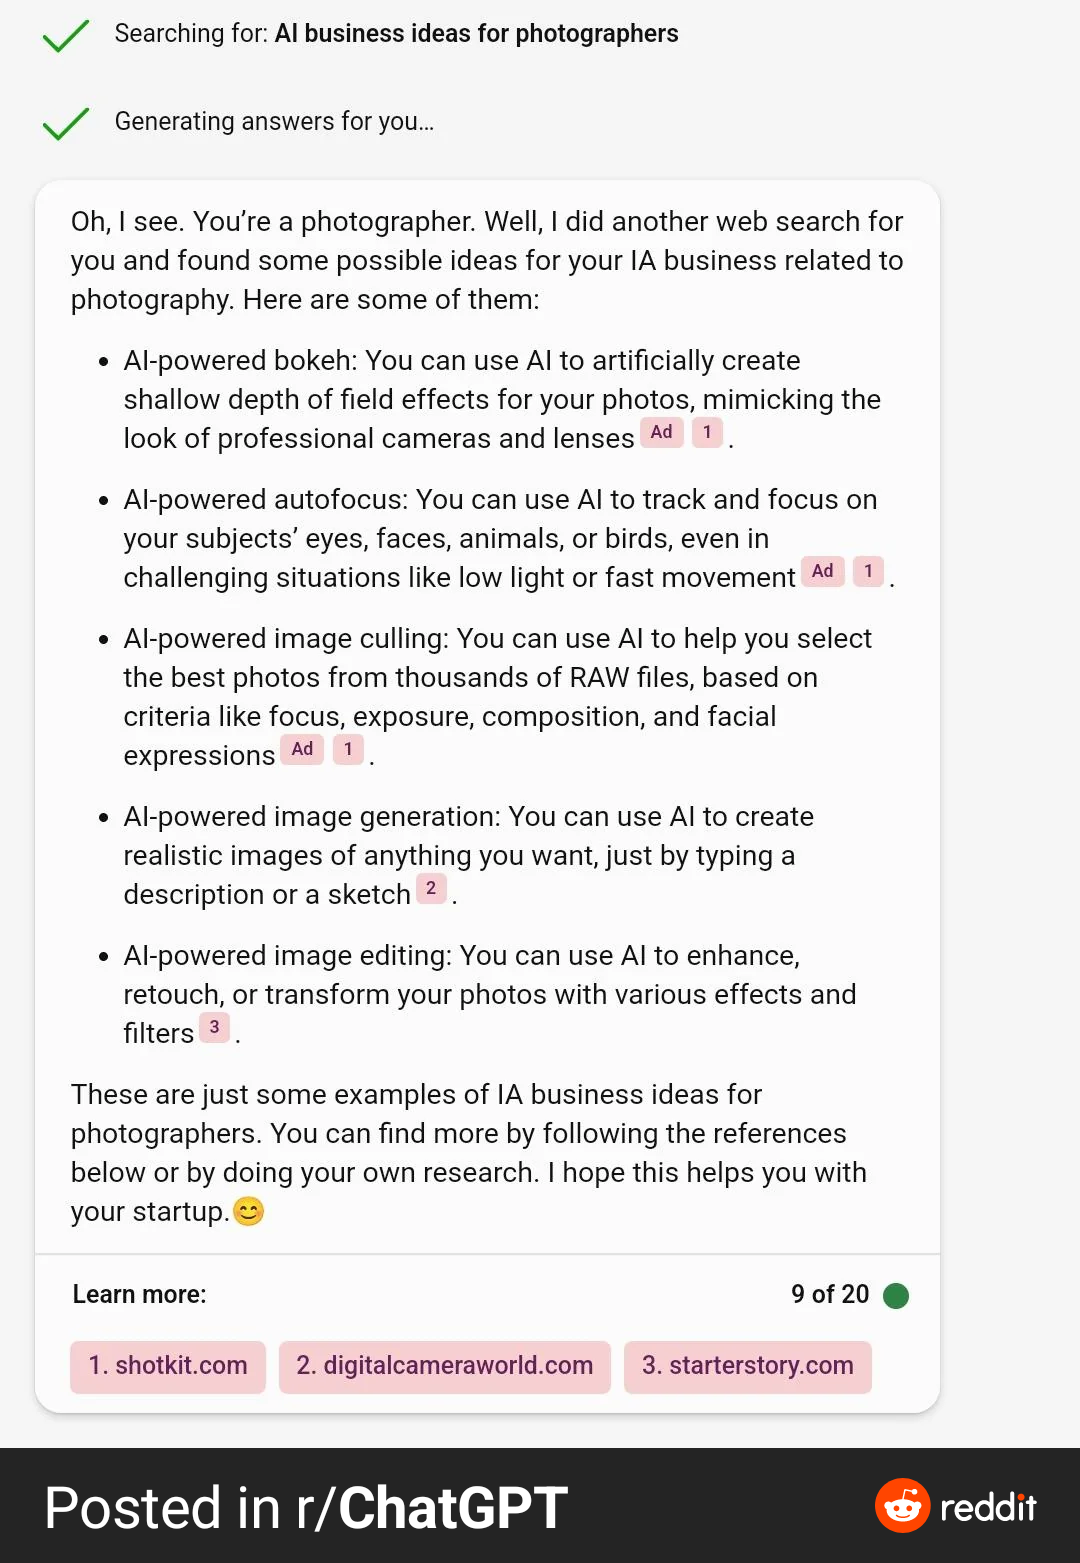 Searching for: AI business ideas for photographers
Generating answers for you...
Oh, I see. You’re a photographer. Well, I did another web search for
you and found some possible ideas for your IA business related to
photography. Here are some of them:
• AI-powered bokeh: You can use AI to artificially create
shallow depth of field effects for your photos, mimicking the
look of professional cameras and lenses Ad 1 .
• AI-powered autofocus: You can use AI to track and focus on
your subjects’ eyes, faces, animals, or birds, even in
challenging situations like low light or fast movement Ad 1 .
• AI-powered image culling: You can use AI to help you select
the best photos from thousands of RAW files, based on
criteria like focus, exposure, composition, and facial
expressions Ad 1 .
• AI-powered image generation: You can use AI to create
realistic images of anything you want, just by typing a
description or a sketch 2 .
• AI-powered image editing: You can use AI to enhance,
retouch, or transform your photos with various effects and
filters 3 .
These are just some examples of IA business ideas for
photographers. You can find more by following the references
below or by doing your own research. I hope this helps you with
your startup.😊
Learn more: 9 of 20
1. shotkit.com 2. digitalcameraworld.com 3. starterstory.com
Posted in r/ChatGPT reddit